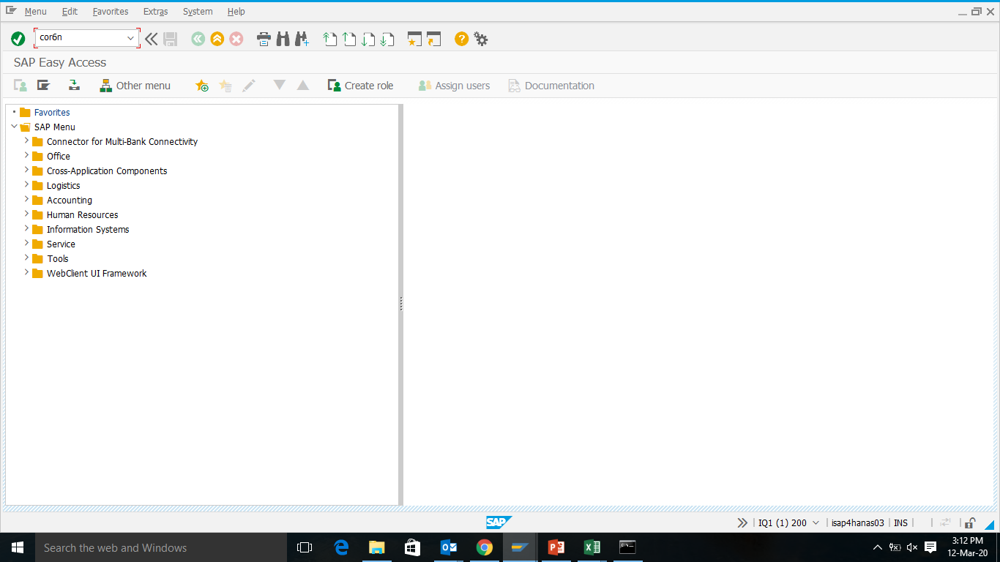 Menu Edit Favorites Extras System Help
cor6n
SAP Easy Access
Other menu Create role Assign users Documentation
Favorites
SAP Menu
Connector for Multi-Bank Connectivity
Office
Cross-Application Components
Logistics
Accounting
Human Resources
Information Systems
Service
Tools
WebClient UI Framework
SAP IQ1 (1) 200 isap4hanas03 INS
Search the web and Windows
3:12 PM
12-Mar-20